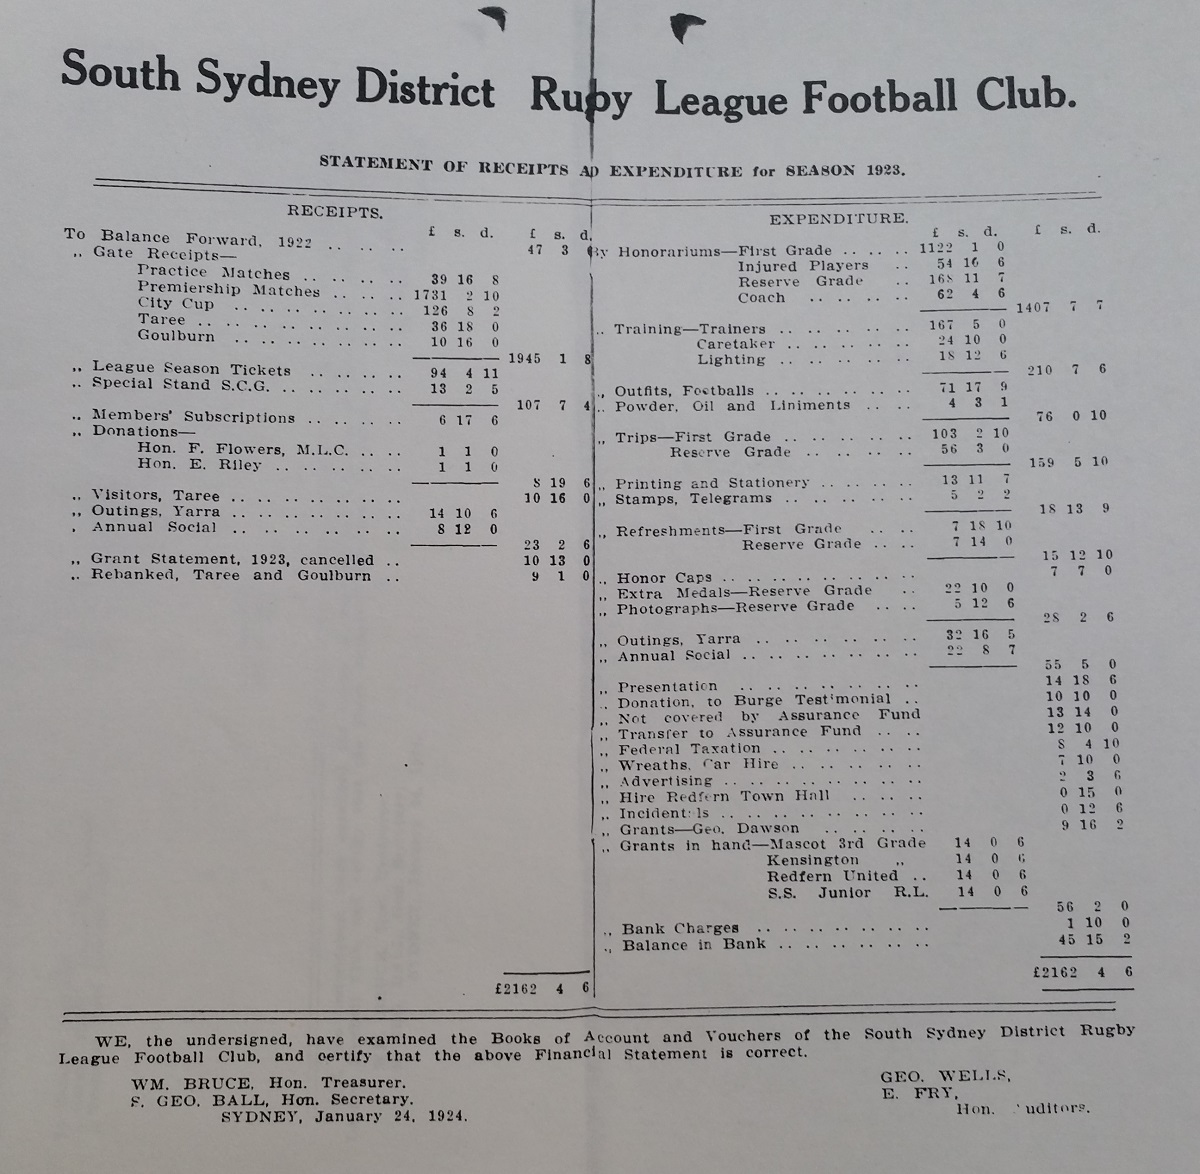 South Sydney District Rugby League Football Club.
STATEMENT OF RECEIPTS AD EXPENDITURE for SEASON 1923.
RECEIPTS.
£ s. d. £ s. d.
To Balance Forward, 1922 .. .. .. 47 3
,, Gate Receipts—
Practice Matches .. .. .. 39 16 8
Premiership Matches .. .. .. 1731 2 10
City Cup .. .. .. .. .. .. 126 8 2
Taree .. .. .. .. .. .. .. 36 18 0
Goulburn .. .. .. .. .. .. 10 16 0
1945 1 8
,, League Season Tickets .. .. .. 94 4 11
,, Special Stand S.C.G. .. .. .. .. 13 2 5
107 7 4
,, Members' Subscriptions .. .. .. 6 17 6
,, Donations—
Hon. F. Flowers, M.L.C. .. .. 1 1 0
Hon. E. Riley .. .. .. .. 1 1 0
8 19 6
,, Visitors, Taree .. .. .. .. .. 10 16 0
,, Outings, Yarra .. .. .. .. .. 14 10 6
, Annual Social .. .. .. .. .. 8 12 0
23 2 6
,, Grant Statement, 1923, cancelled .. 10 13 0
,, Rebanked, Taree and Goulburn .. 9 1 0
£2162 4 6
EXPENDITURE.
£ s. d. £ s. d.
By Honorariums—First Grade .. .. .. 1122 1 0
Injured Players .. 54 10 6
Reserve Grade .. 168 11 7
Coach .. .. .. .. 62 4 6
1407 7 7
,, Training—Trainers .. .. .. .. .. 167 5 0
Caretaker .. .. .. .. 24 10 0
Lighting .. .. .. .. 18 12 6
210 7 6
,, Outfits, Footballs .. .. .. .. .. 71 17 9
,, Powder, Oil and Liniments .. .. 4 3 1
76 0 10
,, Trips—First Grade .. .. .. .. .. 103 2 10
Reserve Grade .. .. .. .. 56 3 0
159 5 10
,, Printing and Stationery .. .. .. .. 13 11 7
,, Stamps, Telegrams .. .. .. .. .. 5 2 2
18 13 9
,, Refreshments—First Grade .. .. 7 18 10
Reserve Grade .. .. 7 14 0
15 12 10
,, Honor Caps .. .. .. .. .. .. .. 7 7 0
,, Extra Medals—Reserve Grade .. 22 10 0
,, Photographs—Reserve Grade .. .. 5 12 6
28 2 6
,, Outings, Yarra .. .. .. .. .. .. 32 16 5
,, Annual Social .. .. .. .. .. .. 22 8 7
55 5 0
,, Presentation .. .. .. .. .. .. 14 18 6
,, Donation, to Burge Testimonial .. 10 10 0
,, Not covered by Assurance Fund 13 14 0
,, Transfer to Assurance Fund .. .. 12 10 0
,, Federal Taxation .. .. .. .. .. 8 4 10
,, Wreaths, Car Hire .. .. .. .. .. 7 10 0
,, Advertising .. .. .. .. .. .. .. 2 3 6
,, Hire Redfern Town Hall .. .. .. 0 15 0
,, Incident ls .. .. .. .. .. .. 0 12 6
,, Grants—Geo. Dawson .. .. .. .. 9 16 2
,, Grants in hand—Mascot 3rd Grade 14 0 6
Kensington ,, 14 0 6
Redfern United .. 14 0 6
S.S. Junior R.L. 14 0 6
56 2 0
,, Bank Charges .. .. .. .. .. .. 1 10 0
,, Balance in Bank .. .. .. .. .. 45 15 2
£2162 4 6
WE, the undersigned, have examined the Books of Account and Vouchers of the South Sydney District Rugby
League Football Club, and certify that the above Financial Statement is correct.
WM. BRUCE, Hon. Treasurer.
S. GEO. BALL, Hon. Secretary.
SYDNEY, January 24, 1924.
GEO. WELLS,
E. FRY,
Hon. uditors.